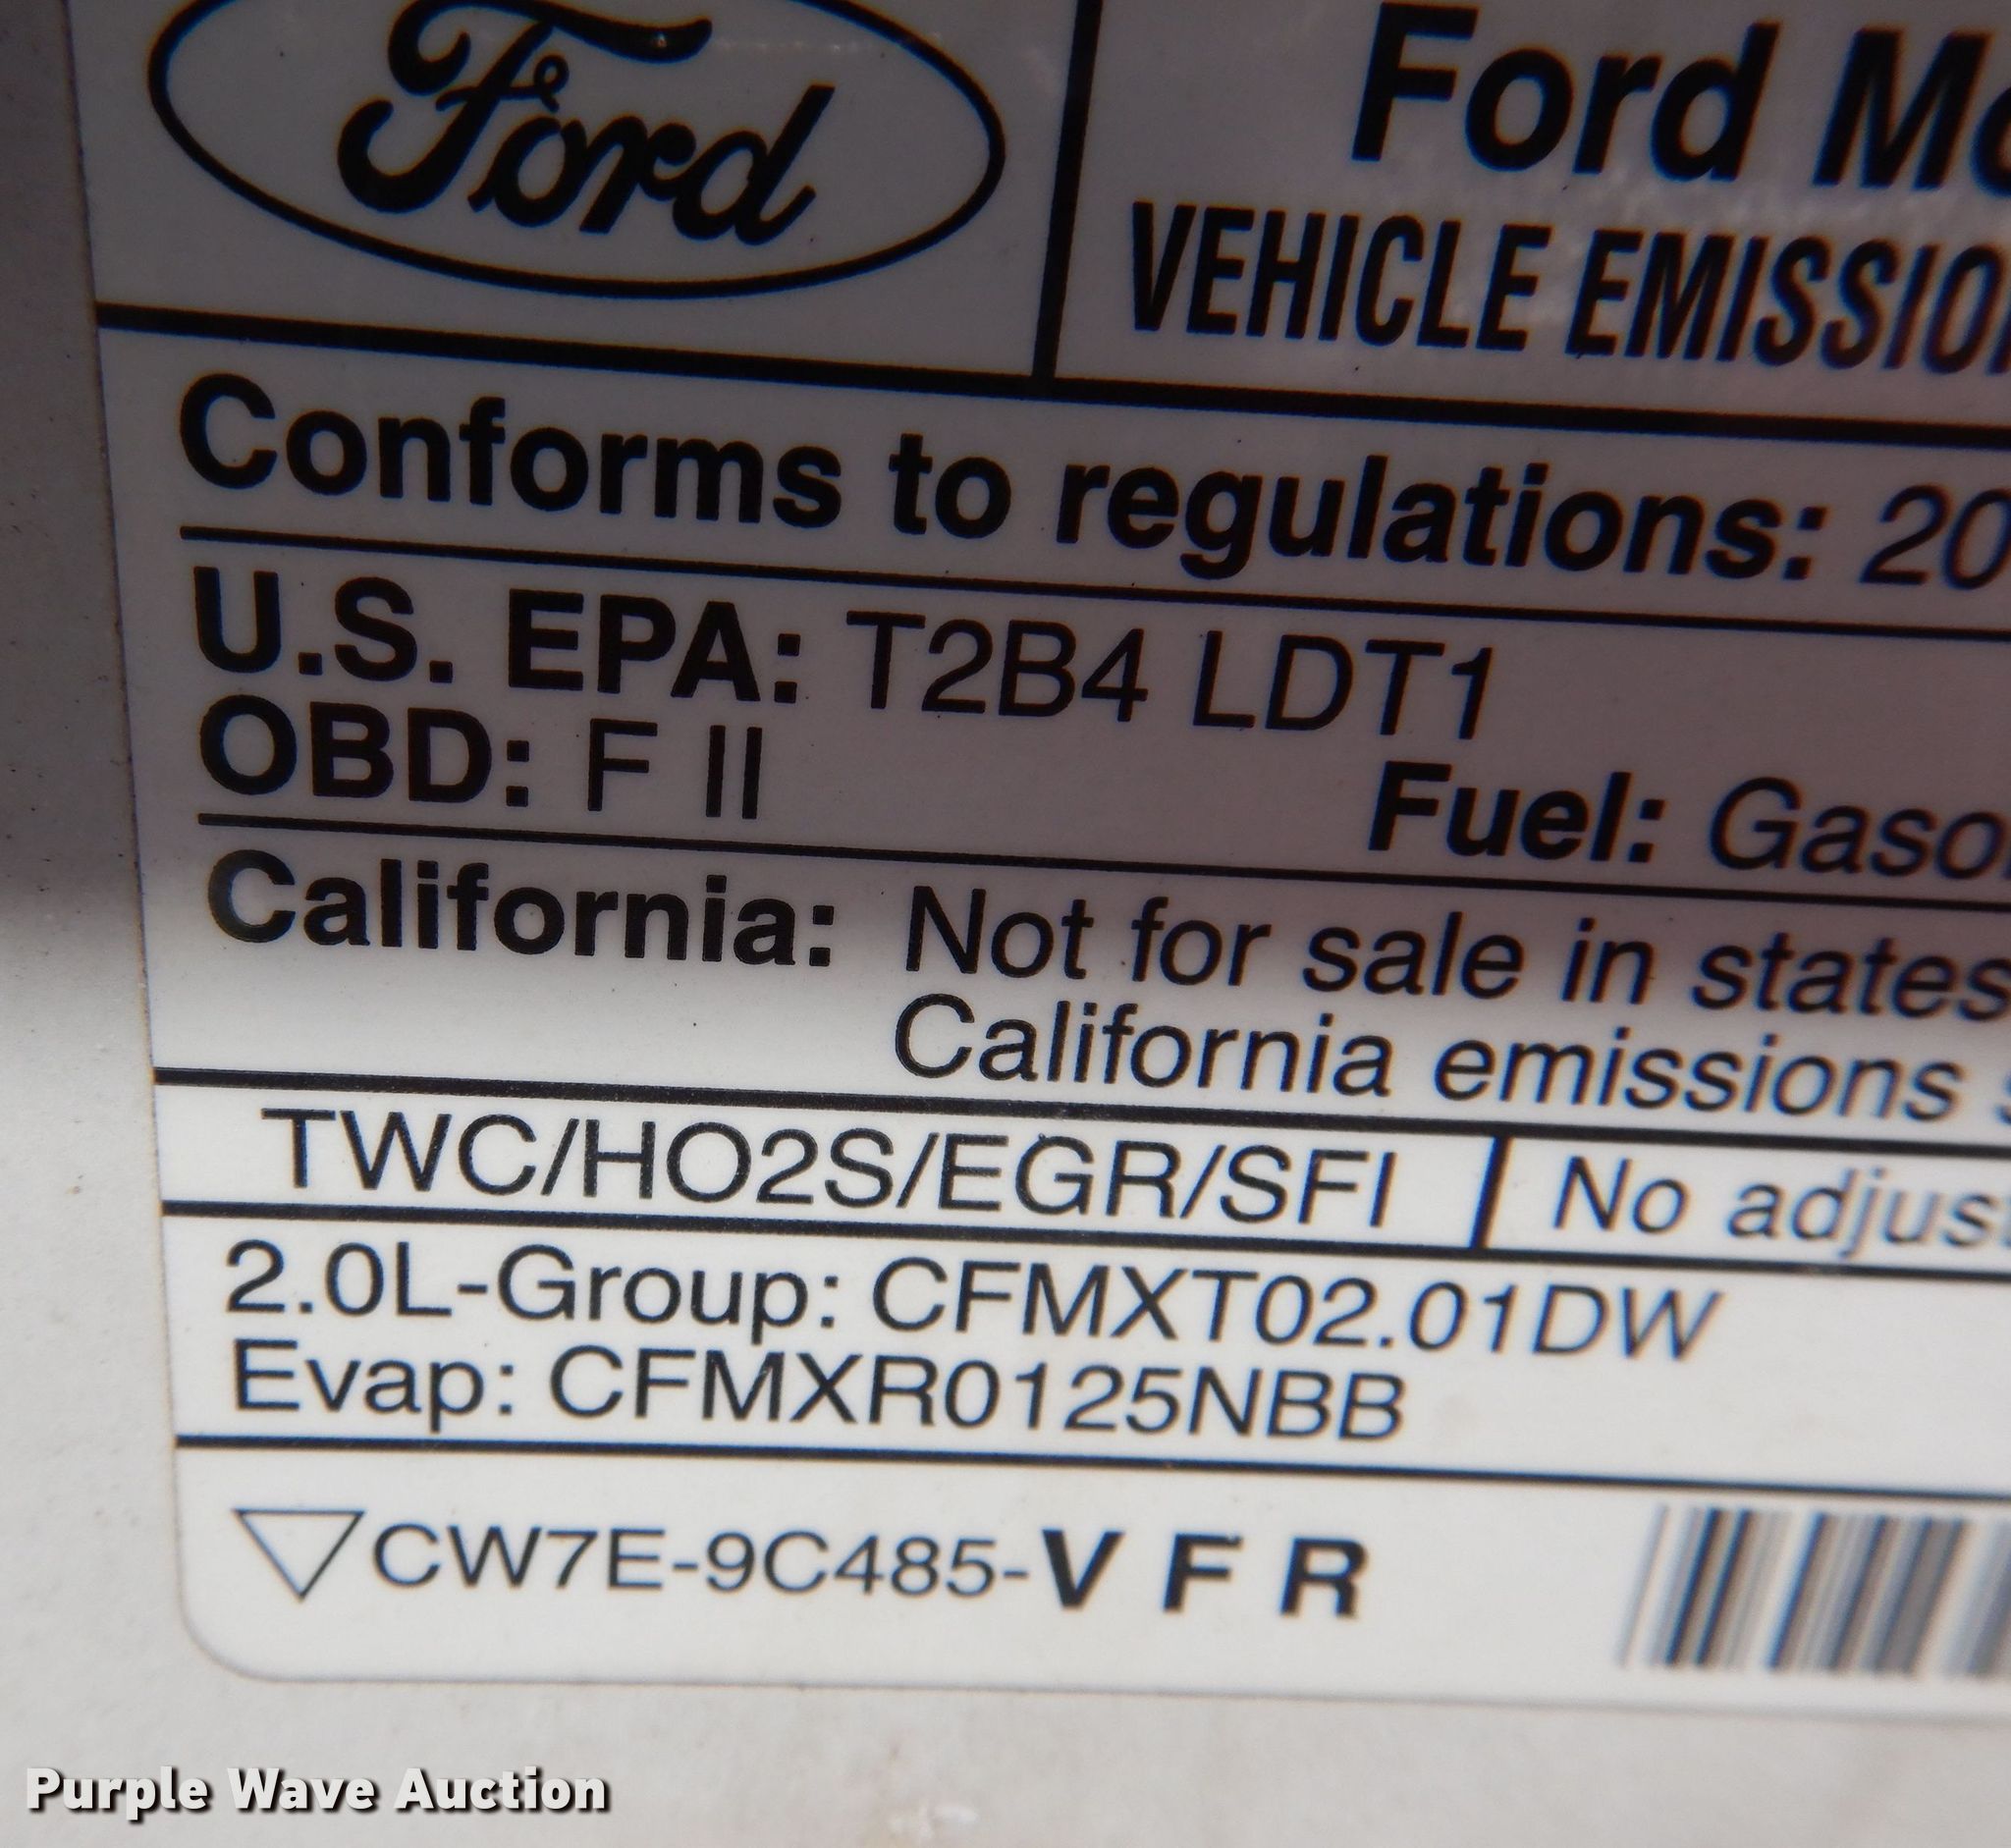 Ford
Ford Mo
VEHICLE EMISSION
Conforms to regulations: 20
U.S. EPA: T2B4 LDT1
OBD: F II
Fuel: Gaso
California: Not for sale in states
California emissions s
TWC/HO2S/EGR/SFI
No adjus
2.0L-Group: CFMXT02.01DW
Evap: CFMXR0125NBB
CW7E-9C485-V F R
Purple Wave Auction